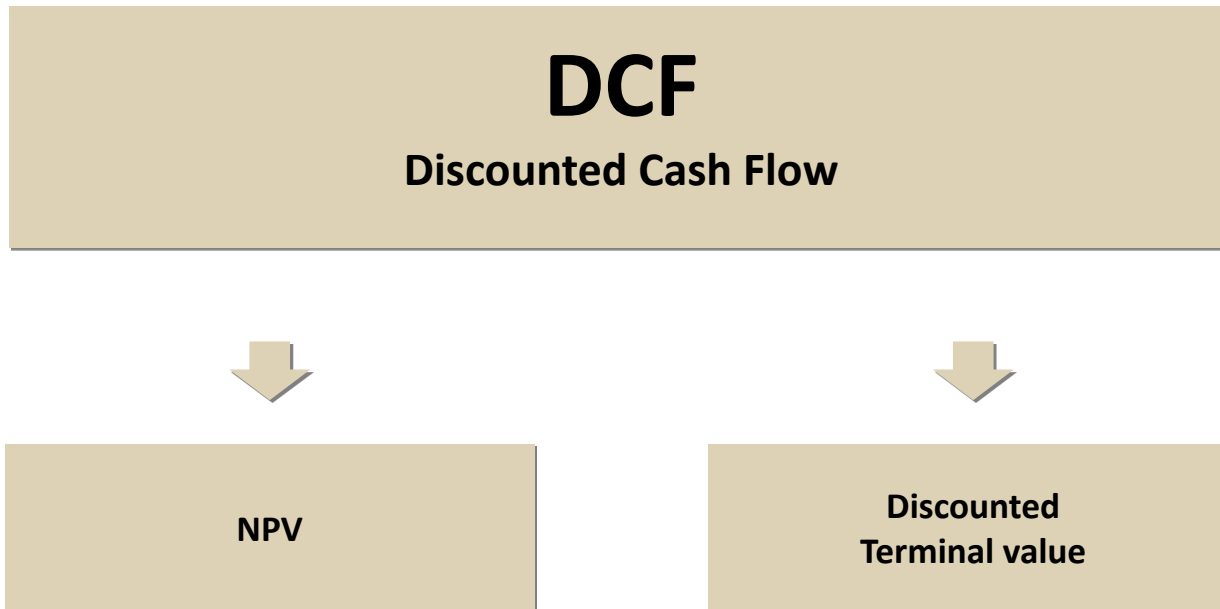 DCF
Discounted Cash Flow
NPV
Discounted
Terminal value